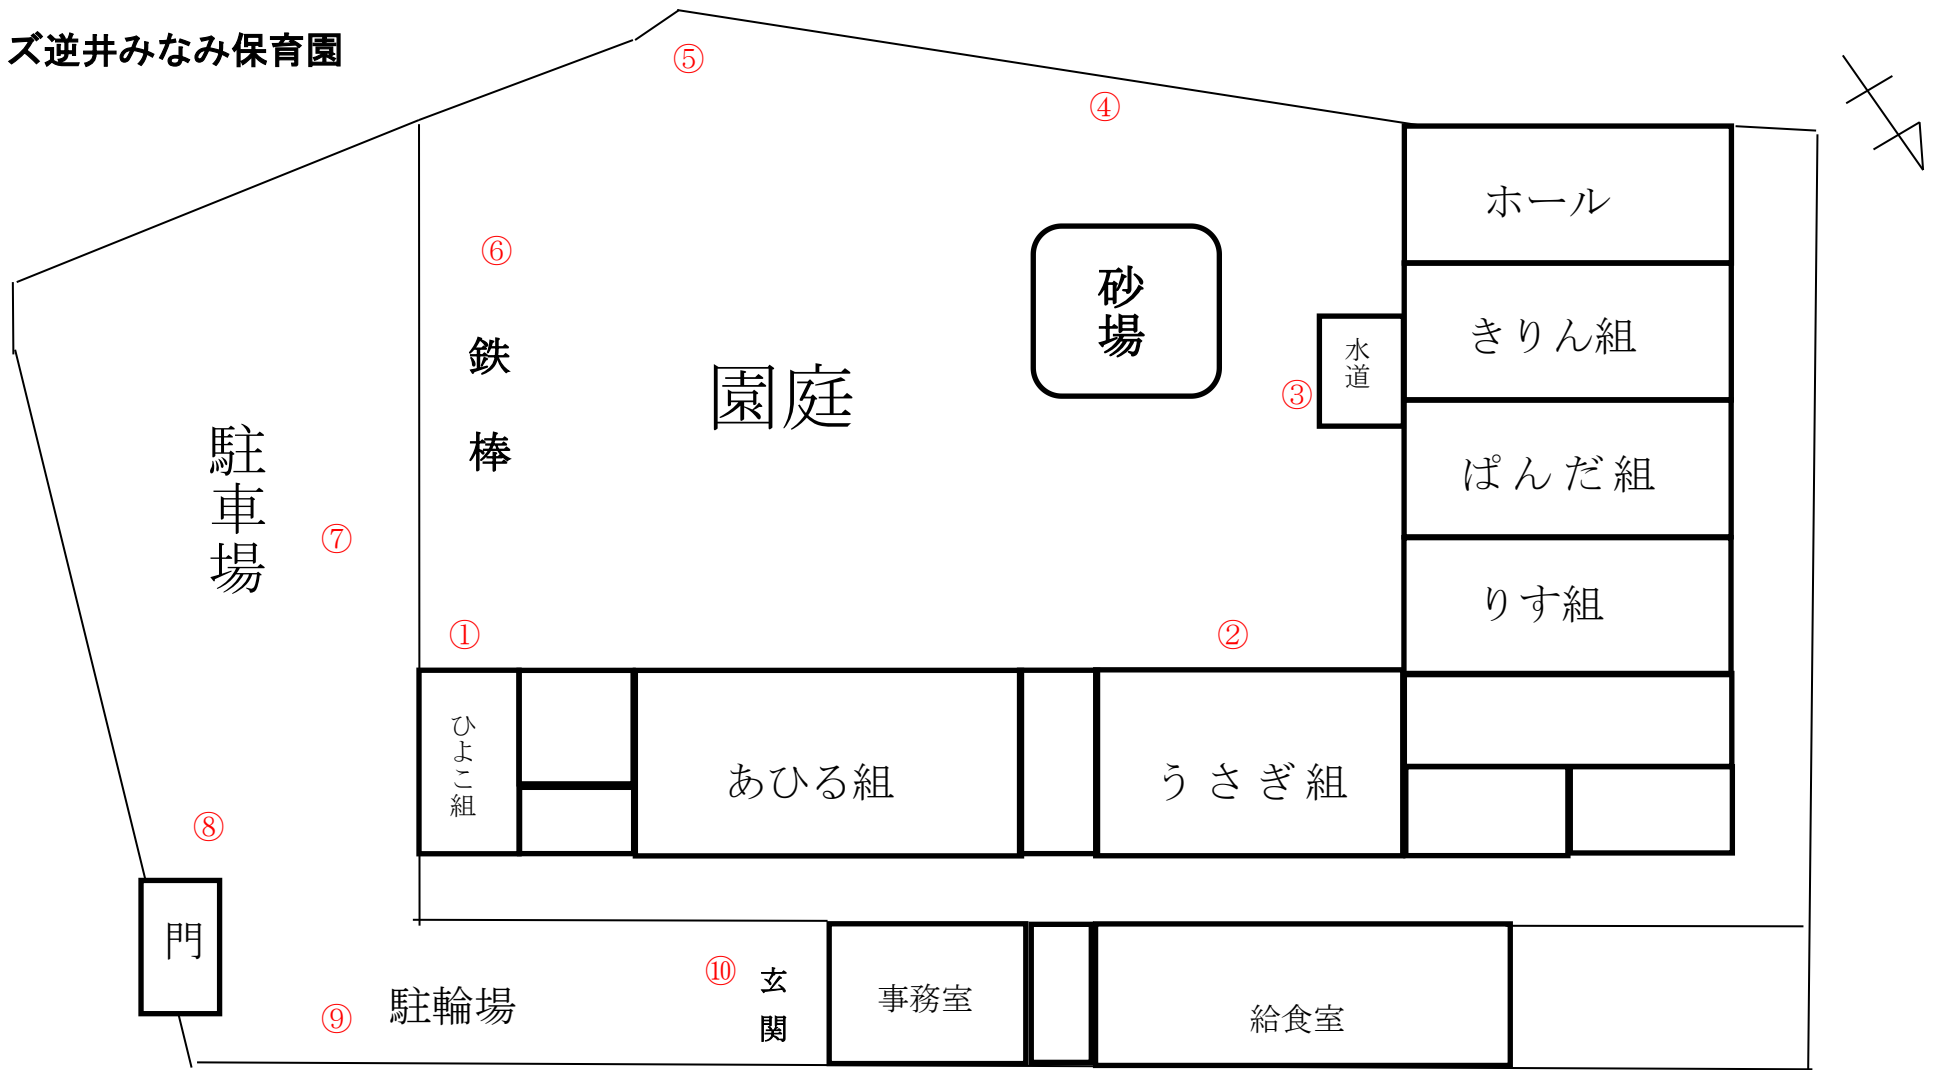 ズ逆井みなみ保育園
⑤
④
ホール
⑥
砂場
きりん組
鉄棒
水道
園庭
③
駐車場
ぱんだ組
⑦
りす組
①
②
ひよこ組
あひる組
うさぎ組
⑧
門
⑩
玄関
事務室
給食室
⑨
駐輪場